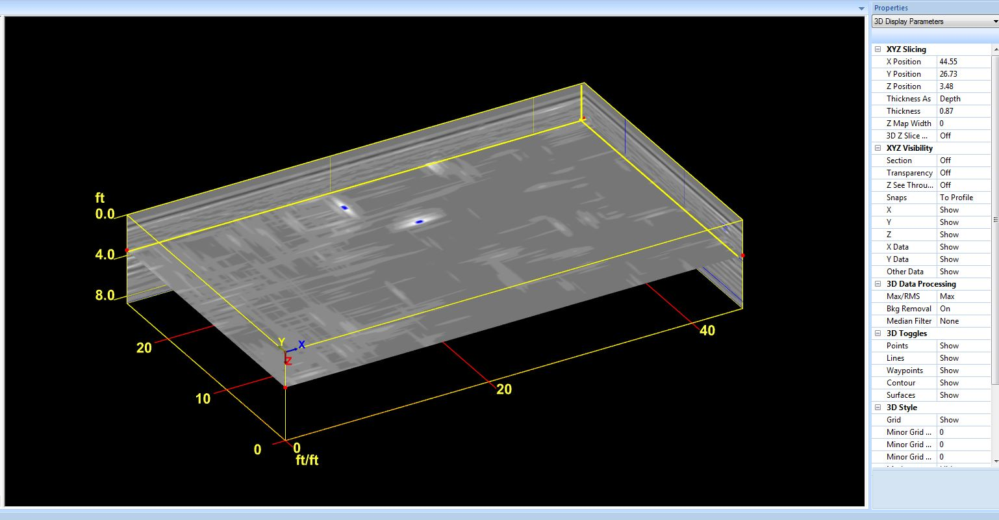 Properties
3D Display Parameters
XYZ Slicing
X Position 44.55
Y Position 26.73
Z Position 3.48
Thickness As Depth
Thickness 0.87
Z Map Width 0
3D Z Slice ... Off
XYZ Visibility
Section Off
Transparency Off
Z See Throu... Off
Snaps To Profile
X Show
Y Show
Z Show
X Data Show
Y Data Show
Other Data Show
3D Data Processing
Max/RMS Max
Bkg Removal On
Median Filter None
3D Toggles
Points Show
Lines Show
Waypoints Show
Contour Show
Surfaces Show
3D Style
Grid Show
Minor Grid ... 0
Minor Grid ... 0
Minor Grid ... 0
ft
0.0
4.0
8.0
20
10
0
0
ft/ft
20
40
Y
X
Z